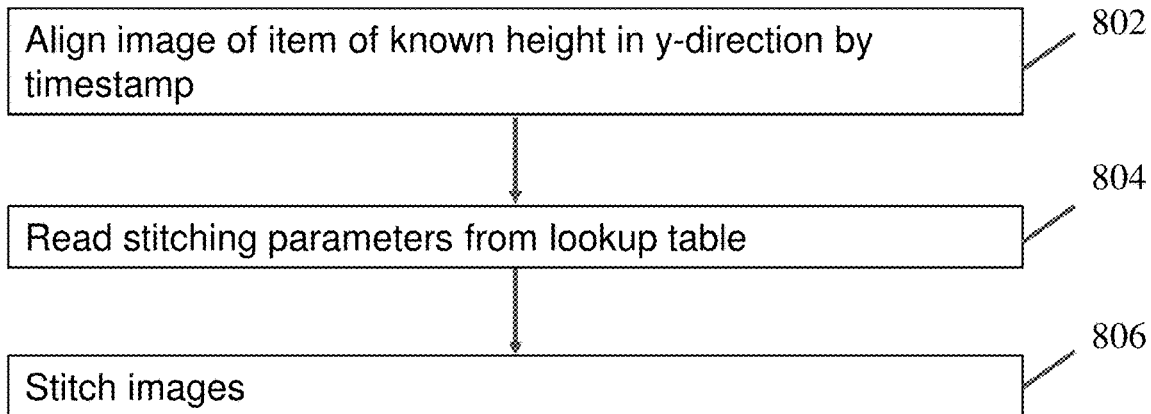 Align image of item of known height in y-direction by
timestamp
802
Read stitching parameters from lookup table
804
Stitch images
806